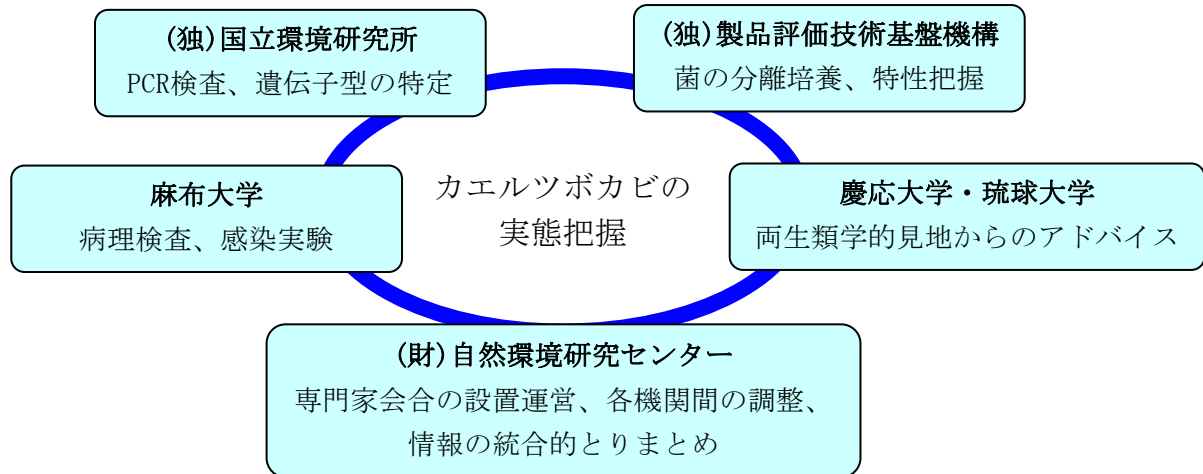 (独)国立環境研究所
PCR検査、遺伝子型の特定
(独)製品評価技術基盤機構
菌の分離培養、特性把握
麻布大学
病理検査、感染実験
カエルツボカビの
実態把握
慶応大学・琉球大学
両生類学的見地からのアドバイス
(財)自然環境研究センター
専門家会合の設置運営、各機関間の調整、
情報の統合的とりまとめ